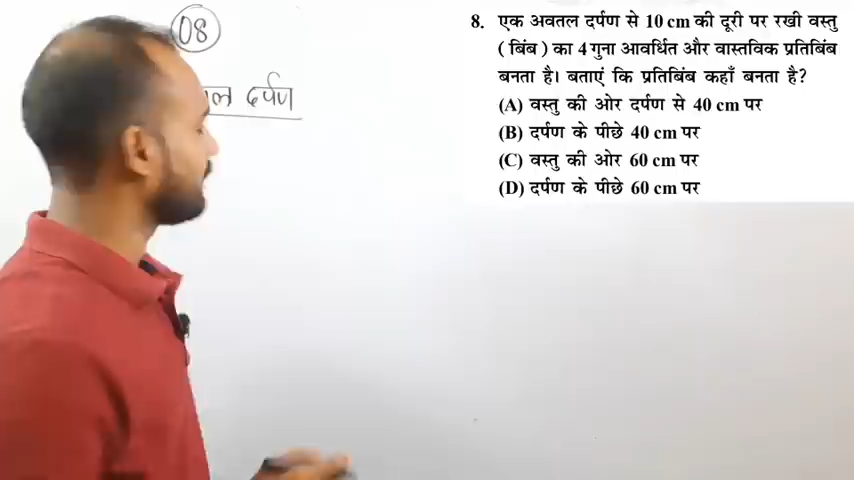 08
दर्पण
8. एक अवतल दर्पण से 10 cm की दूरी पर रखी वस्तु
(बिंब) का 4 गुना आवर्धित और वास्तविक प्रतिबिंब
बनता है। बताएं कि प्रतिबिंब कहाँ बनता है?
(A) वस्तु की ओर दर्पण से 40 cm पर
(B) दर्पण के पीछे 40 cm पर
(C) वस्तु की ओर 60 cm पर
(D) दर्पण के पीछे 60 cm पर